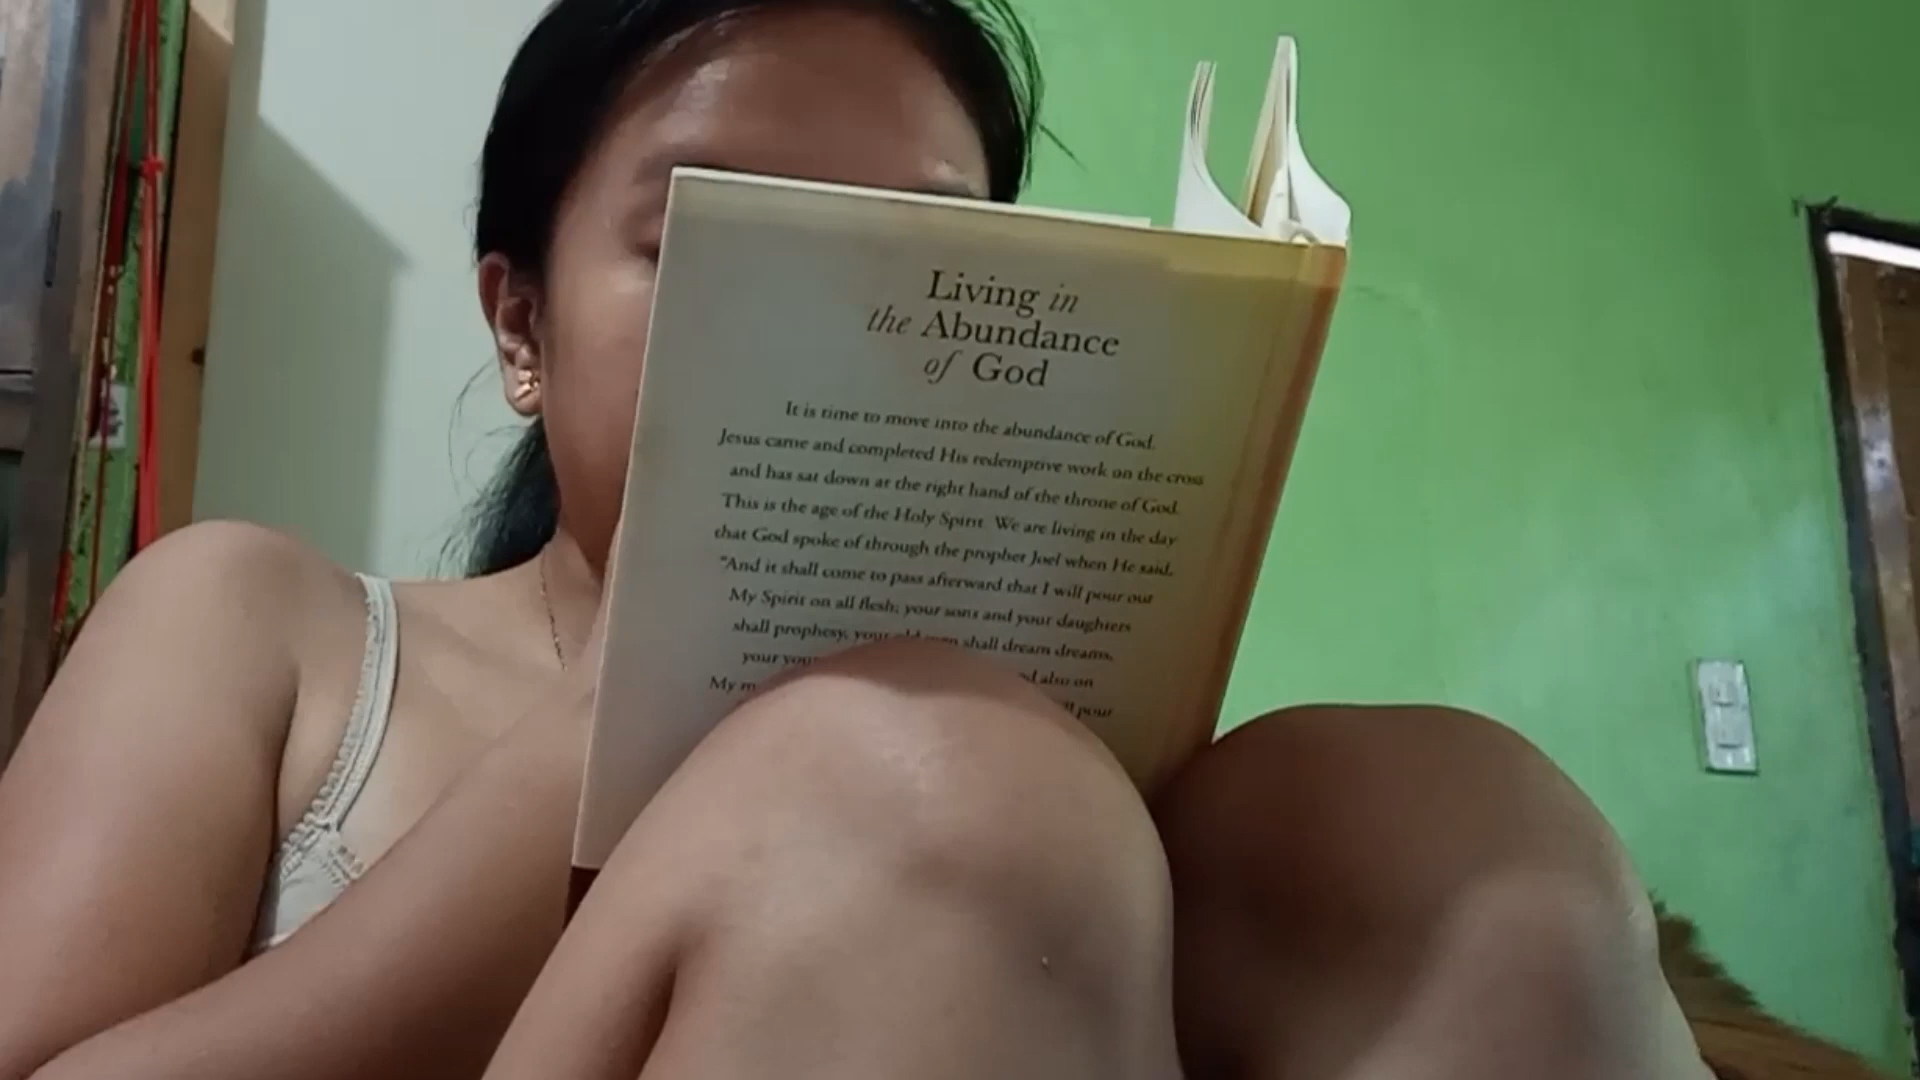 Living in
the Abundance
of God
It is time to move into the abundance of God.
Jesus came and completed His redemptive work on the cross
and has sat down at the right hand of the throne of God.
This is the age of the Holy Spirit. We are living in the day
that God spoke of through the prophet Joel when He said,
"And it shall come to pass afterward that I will pour out
My Spirit on all flesh; your sons and your daughters
shall prophesy, your old men shall dream dreams,
your also on
My pour